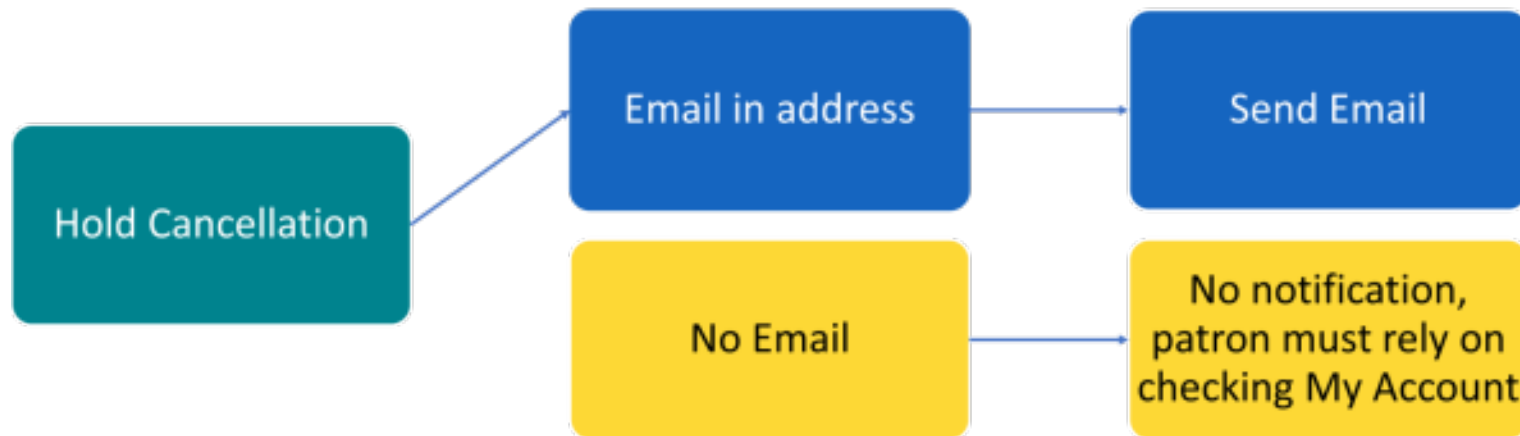 Hold Cancellation
Email in address
Send Email
No Email
No notification,
patron must rely on
checking My Account